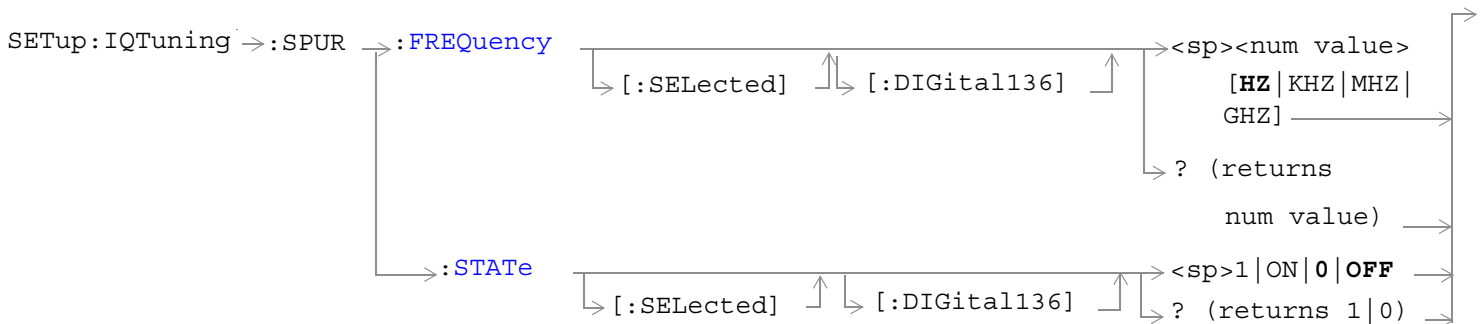 SETup:IQTuning :SPUR :FREQuency <sp><num value>
[:SELected] [:DIGital136] [HZ|KHZ|MHZ|
GHZ]
? (returns
num value)
:STATe <sp>1|ON|0|OFF
[:SELected] [:DIGital136] ? (returns 1|0)